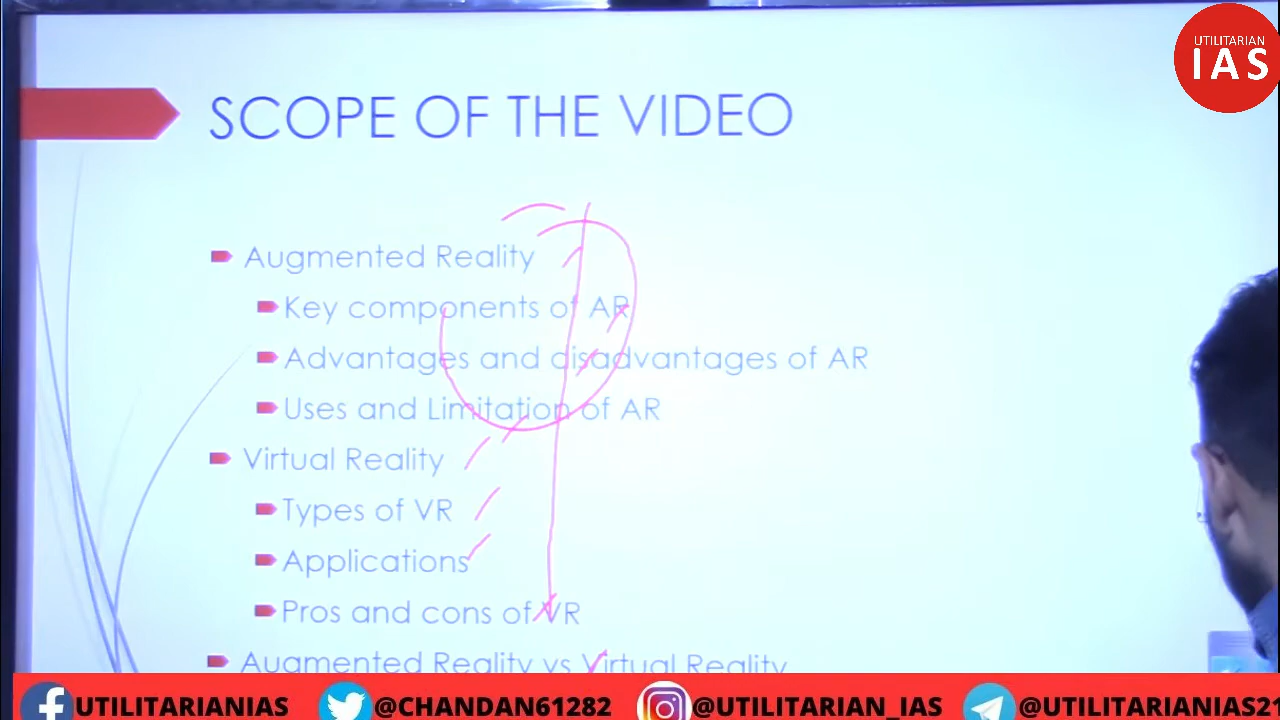 UTILITARIAN
IAS
SCOPE OF THE VIDEO
Augmented Reality
Key components of AR
Advantages and disadvantages of AR
Uses and Limitation of AR
Virtual Reality
Types of VR
Applications
Pros and cons of VR
Augmented Reality vs Virtual Reality
UTILITARIANIAS @CHANDAN61282 @UTILITARIAN_IAS @UTILITARIANIAS21